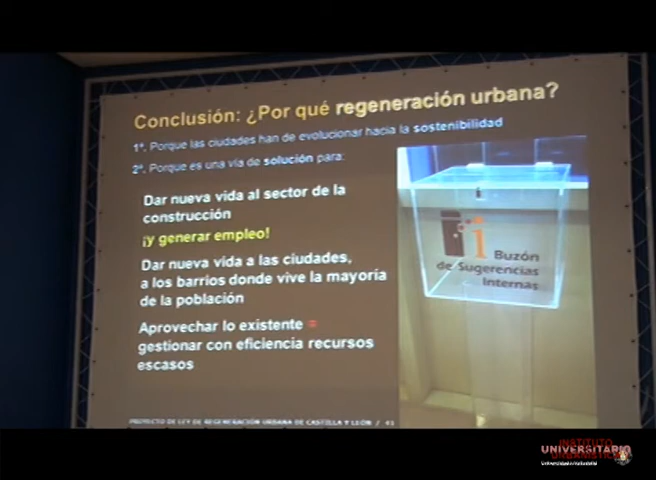 Conclusión: ¿Por qué regeneración urbana?
1º. Porque las ciudades han de evolucionar hacia la sostenibilidad
2º. Porque es una vía de solución para:
Dar nueva vida al sector de la
construcción
¡y generar empleo!
Dar nueva vida a las ciudades,
a los barrios donde vive la mayoría
de la población
Aprovechar lo existente =
gestionar con eficiencia recursos
escasos
Buzón
de Sugerencias
Internas
PROYECTO DE LEY DE REGENERACIÓN URBANA DE CASTILLA Y LEÓN / 41
INSTITUTO
UNIVERSITARIO